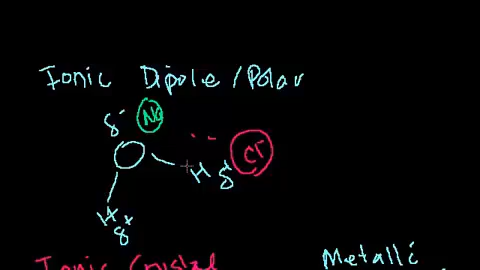 Ionic Dipole/Polar
δ⁻ Na
O H δ⁺ Cl⁻
H δ⁺
Ionic Crystal Metalli